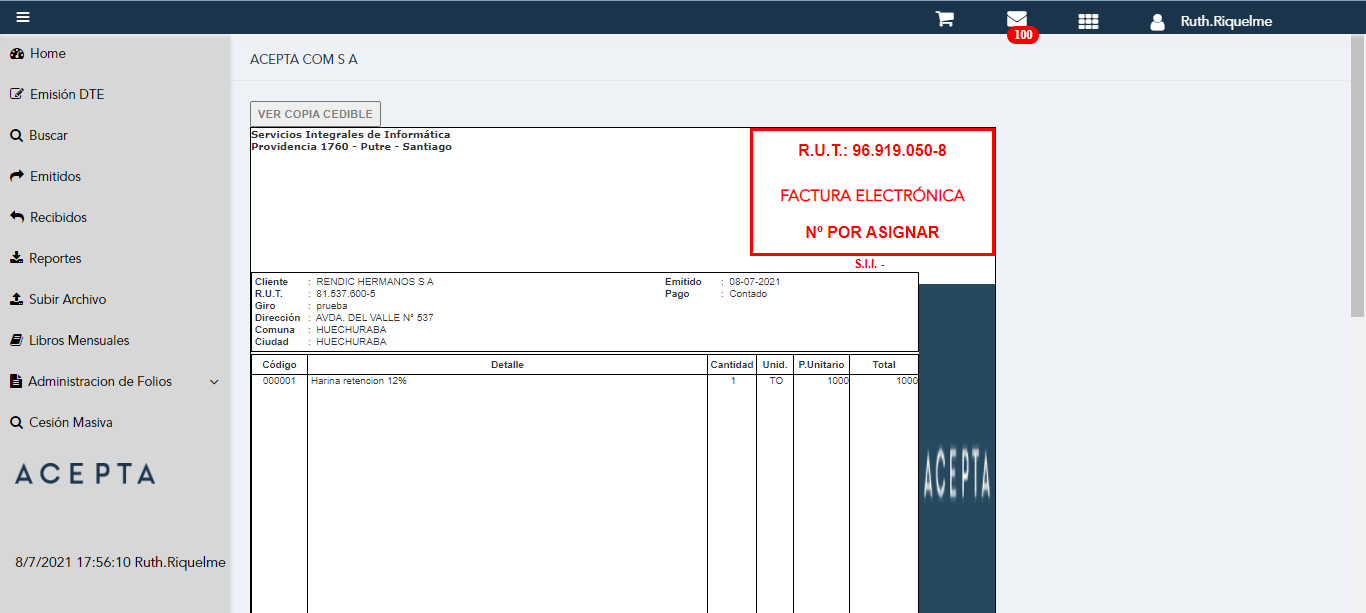 Ruth.Riquelme
100
Home
Emisión DTE
Buscar
Emitidos
Recibidos
Reportes
Subir Archivo
Libros Mensuales
Administracion de Folios
Cesión Masiva
ACEPTA
8/7/2021 17:56:10 Ruth.Riquelme
ACEPTA COM S A
VER COPIA CEDIBLE
Servicios Integrales de Informática
Providencia 1760 - Putre - Santiago
R.U.T.: 96.919.050-8
FACTURA ELECTRÓNICA
Nº POR ASIGNAR
S.I.I. -
Cliente : RENDIC HERMANOS S A Emitido : 08-07-2021
R.U.T. : 81.537.600-5 Pago : Contado
Giro : prueba
Dirección : AVDA. DEL VALLE N° 537
Comuna : HUECHURABA
Ciudad : HUECHURABA
Código Detalle Cantidad Unid. P.Unitario Total
000001 Harina retencion 12% 1 TO 1000 1000
ACEPTA